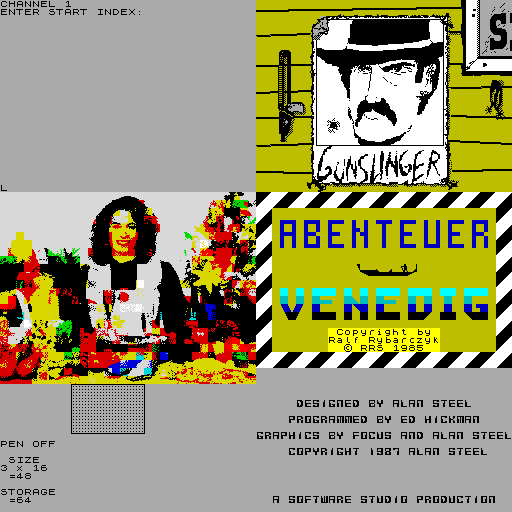 CHANNEL 1
ENTER START INDEX:
L
GUNSLINGER
ABENTEUER
VENEDIG
Copyright by
Ralf Rybarczyk
© RRS 1985
PEN OFF
SIZE
3 x 16
=48
STORAGE
=64
DESIGNED BY ALAN STEEL
PROGRAMMED BY ED HICKMAN
GRAPHICS BY FOCUS AND ALAN STEEL
COPYRIGHT 1987 ALAN STEEL
A SOFTWARE STUDIO PRODUCTION